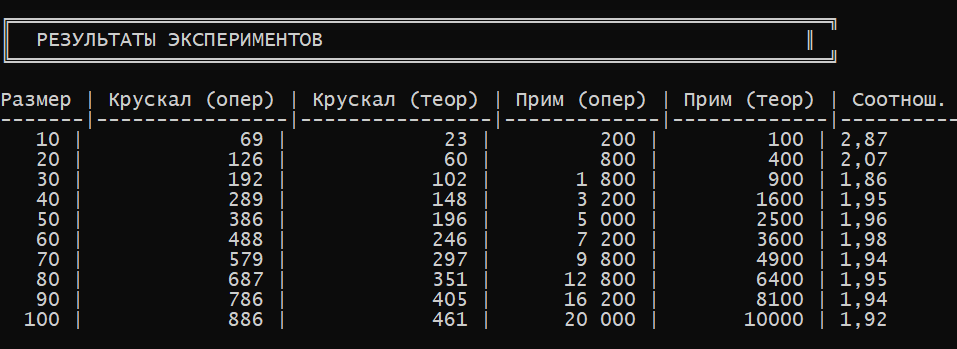 РЕЗУЛЬТАТЫ ЭКСПЕРИМЕНТОВ
Размер | Крускал (опер) | Крускал (теор) | Прим (опер) | Прим (теор) | Соотнош.
-------|----------------|----------------|-------------|-------------|----------
10 | 69 | 23 | 200 | 100 | 2,87
20 | 126 | 60 | 800 | 400 | 2,07
30 | 192 | 102 | 1 800 | 900 | 1,86
40 | 289 | 148 | 3 200 | 1600 | 1,95
50 | 386 | 196 | 5 000 | 2500 | 1,96
60 | 488 | 246 | 7 200 | 3600 | 1,98
70 | 579 | 297 | 9 800 | 4900 | 1,94
80 | 687 | 351 | 12 800 | 6400 | 1,95
90 | 786 | 405 | 16 200 | 8100 | 1,94
100 | 886 | 461 | 20 000 | 10000 | 1,92